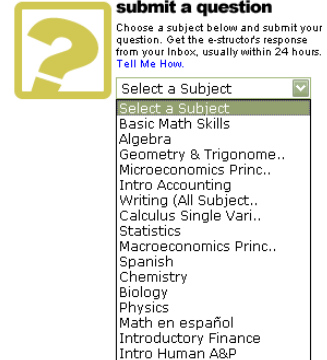 submit a question
Choose a subject below and submit your
question. Get the e-structor's response
from your Inbox, usually within 24 hours.
Tell Me How.
Select a Subject
Select a Subject
Basic Math Skills
Algebra
Geometry & Trigonome..
Microeconomics Princ..
Intro Accounting
Writing (All Subject..
Calculus Single Vari..
Statistics
Macroeconomics Princ..
Spanish
Chemistry
Biology
Physics
Math en español
Introductory Finance
Intro Human A&P